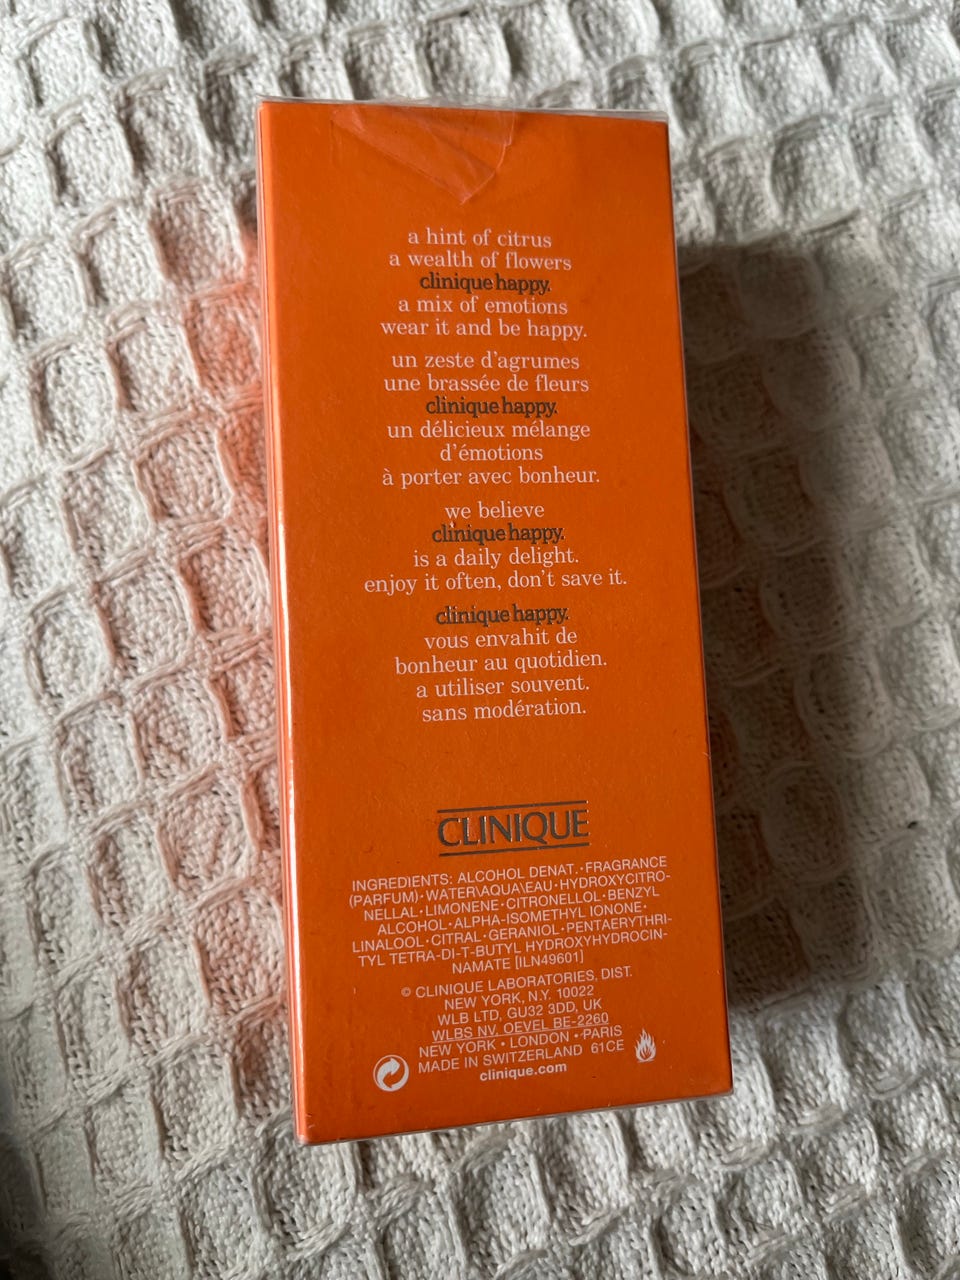 a hint of citrus
a wealth of flowers
clinique happy.
a mix of emotions
wear it and be happy.
un zeste d'agrumes
une brassée de fleurs
clinique happy.
un délicieux mélange
d'émotions
à porter avec bonheur.
we believe
clinique happy.
is a daily delight.
enjoy it often, don't save it.
clinique happy.
vous envahit de
bonheur au quotidien.
a utiliser souvent.
sans modération.
CLINIQUE
INGREDIENTS: ALCOHOL DENAT.·FRAGRANCE
(PARFUM)·WATER\AQUA\EAU·HYDROXYCITRO-
NELLAL·LIMONENE·CITRONELLOL·BENZYL
ALCOHOL·ALPHA-ISOMETHYL IONONE·
LINALOOL·CITRAL·GERANIOL·PENTAERYTHRI-
TYL TETRA-DI-T-BUTYL HYDROXYHYDROCIN-
NAMATE [ILN49601]
© CLINIQUE LABORATORIES, DIST.
NEW YORK, N.Y. 10022
WLB LTD, GU32 3DD, UK
WLBS NV. OEVEL BE-2260
NEW YORK·LONDON·PARIS
MADE IN SWITZERLAND 61CE
clinique.com